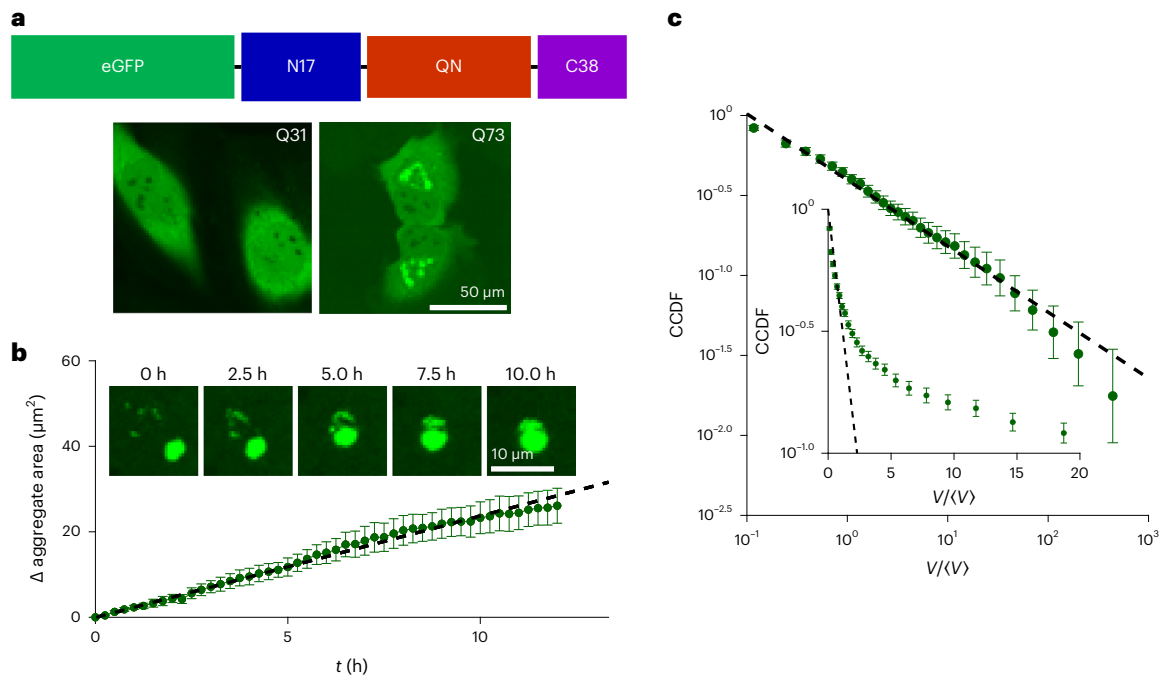 a
eGFP N17 QN C38
Q31 Q73
50 µm
b
60
40
20
0
Δ aggregate area (µm²)
0 h 2.5 h 5.0 h 7.5 h 10.0 h
10 µm
0 5 10
t (h)
c
10⁰
10⁻⁰·⁵
10⁻¹·⁰
10⁻¹·⁵
10⁻²·⁰
10⁻²·⁵
CCDF
10⁻¹ 10⁰ 10¹ 10² 10³
V/⟨V⟩
10⁰
10⁻⁰·⁵
10⁻¹·⁰
CCDF
0 5 10 15 20
V/⟨V⟩